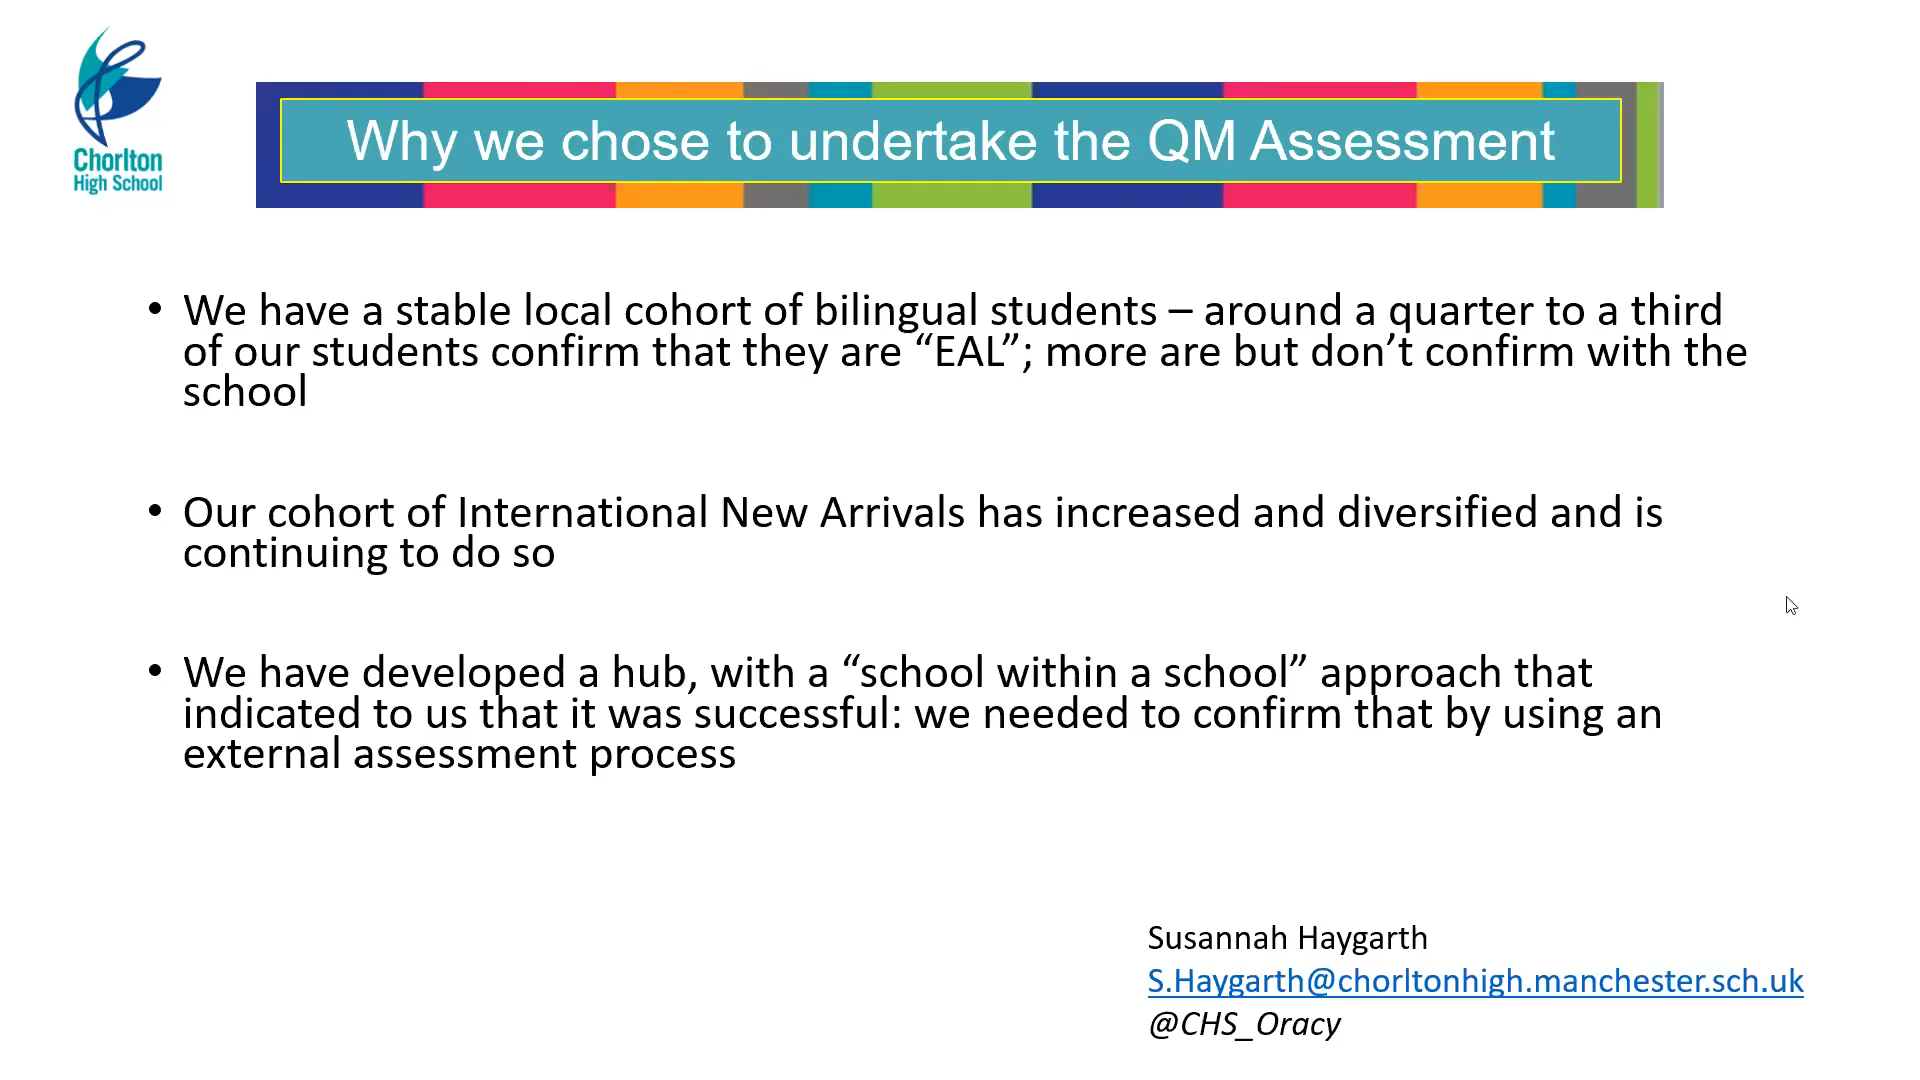 Chorlton
High School
Why we chose to undertake the QM Assessment
• We have a stable local cohort of bilingual students – around a quarter to a third
of our students confirm that they are “EAL”; more are but don’t confirm with the
school
• Our cohort of International New Arrivals has increased and diversified and is
continuing to do so
• We have developed a hub, with a “school within a school” approach that
indicated to us that it was successful: we needed to confirm that by using an
external assessment process
Susannah Haygarth
S.Haygarth@chorltonhigh.manchester.sch.uk
@CHS_Oracy